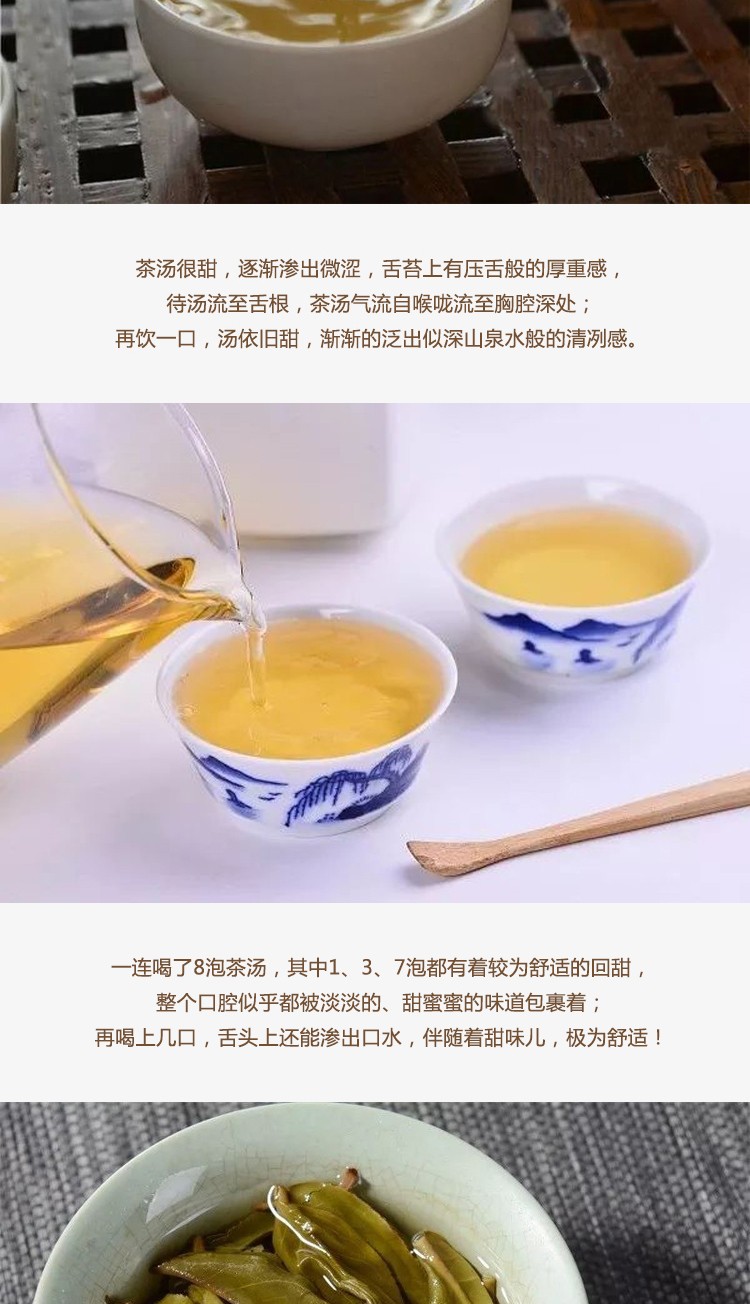 茶汤很甜，逐渐渗出微涩，舌苔上有压舌般的厚重感，
待汤流至舌根，茶汤气流自喉咙流至胸腔深处；
再饮一口，汤依旧甜，渐渐的泛出似深山泉水般的清冽感。
一连喝了8泡茶汤，其中1、3、7泡都有着较为舒适的回甜，
整个口腔似乎都被淡淡的、甜蜜蜜的味道包裹着；
再喝上几口，舌头上还能渗出口水，伴随着甜味儿，极为舒适！